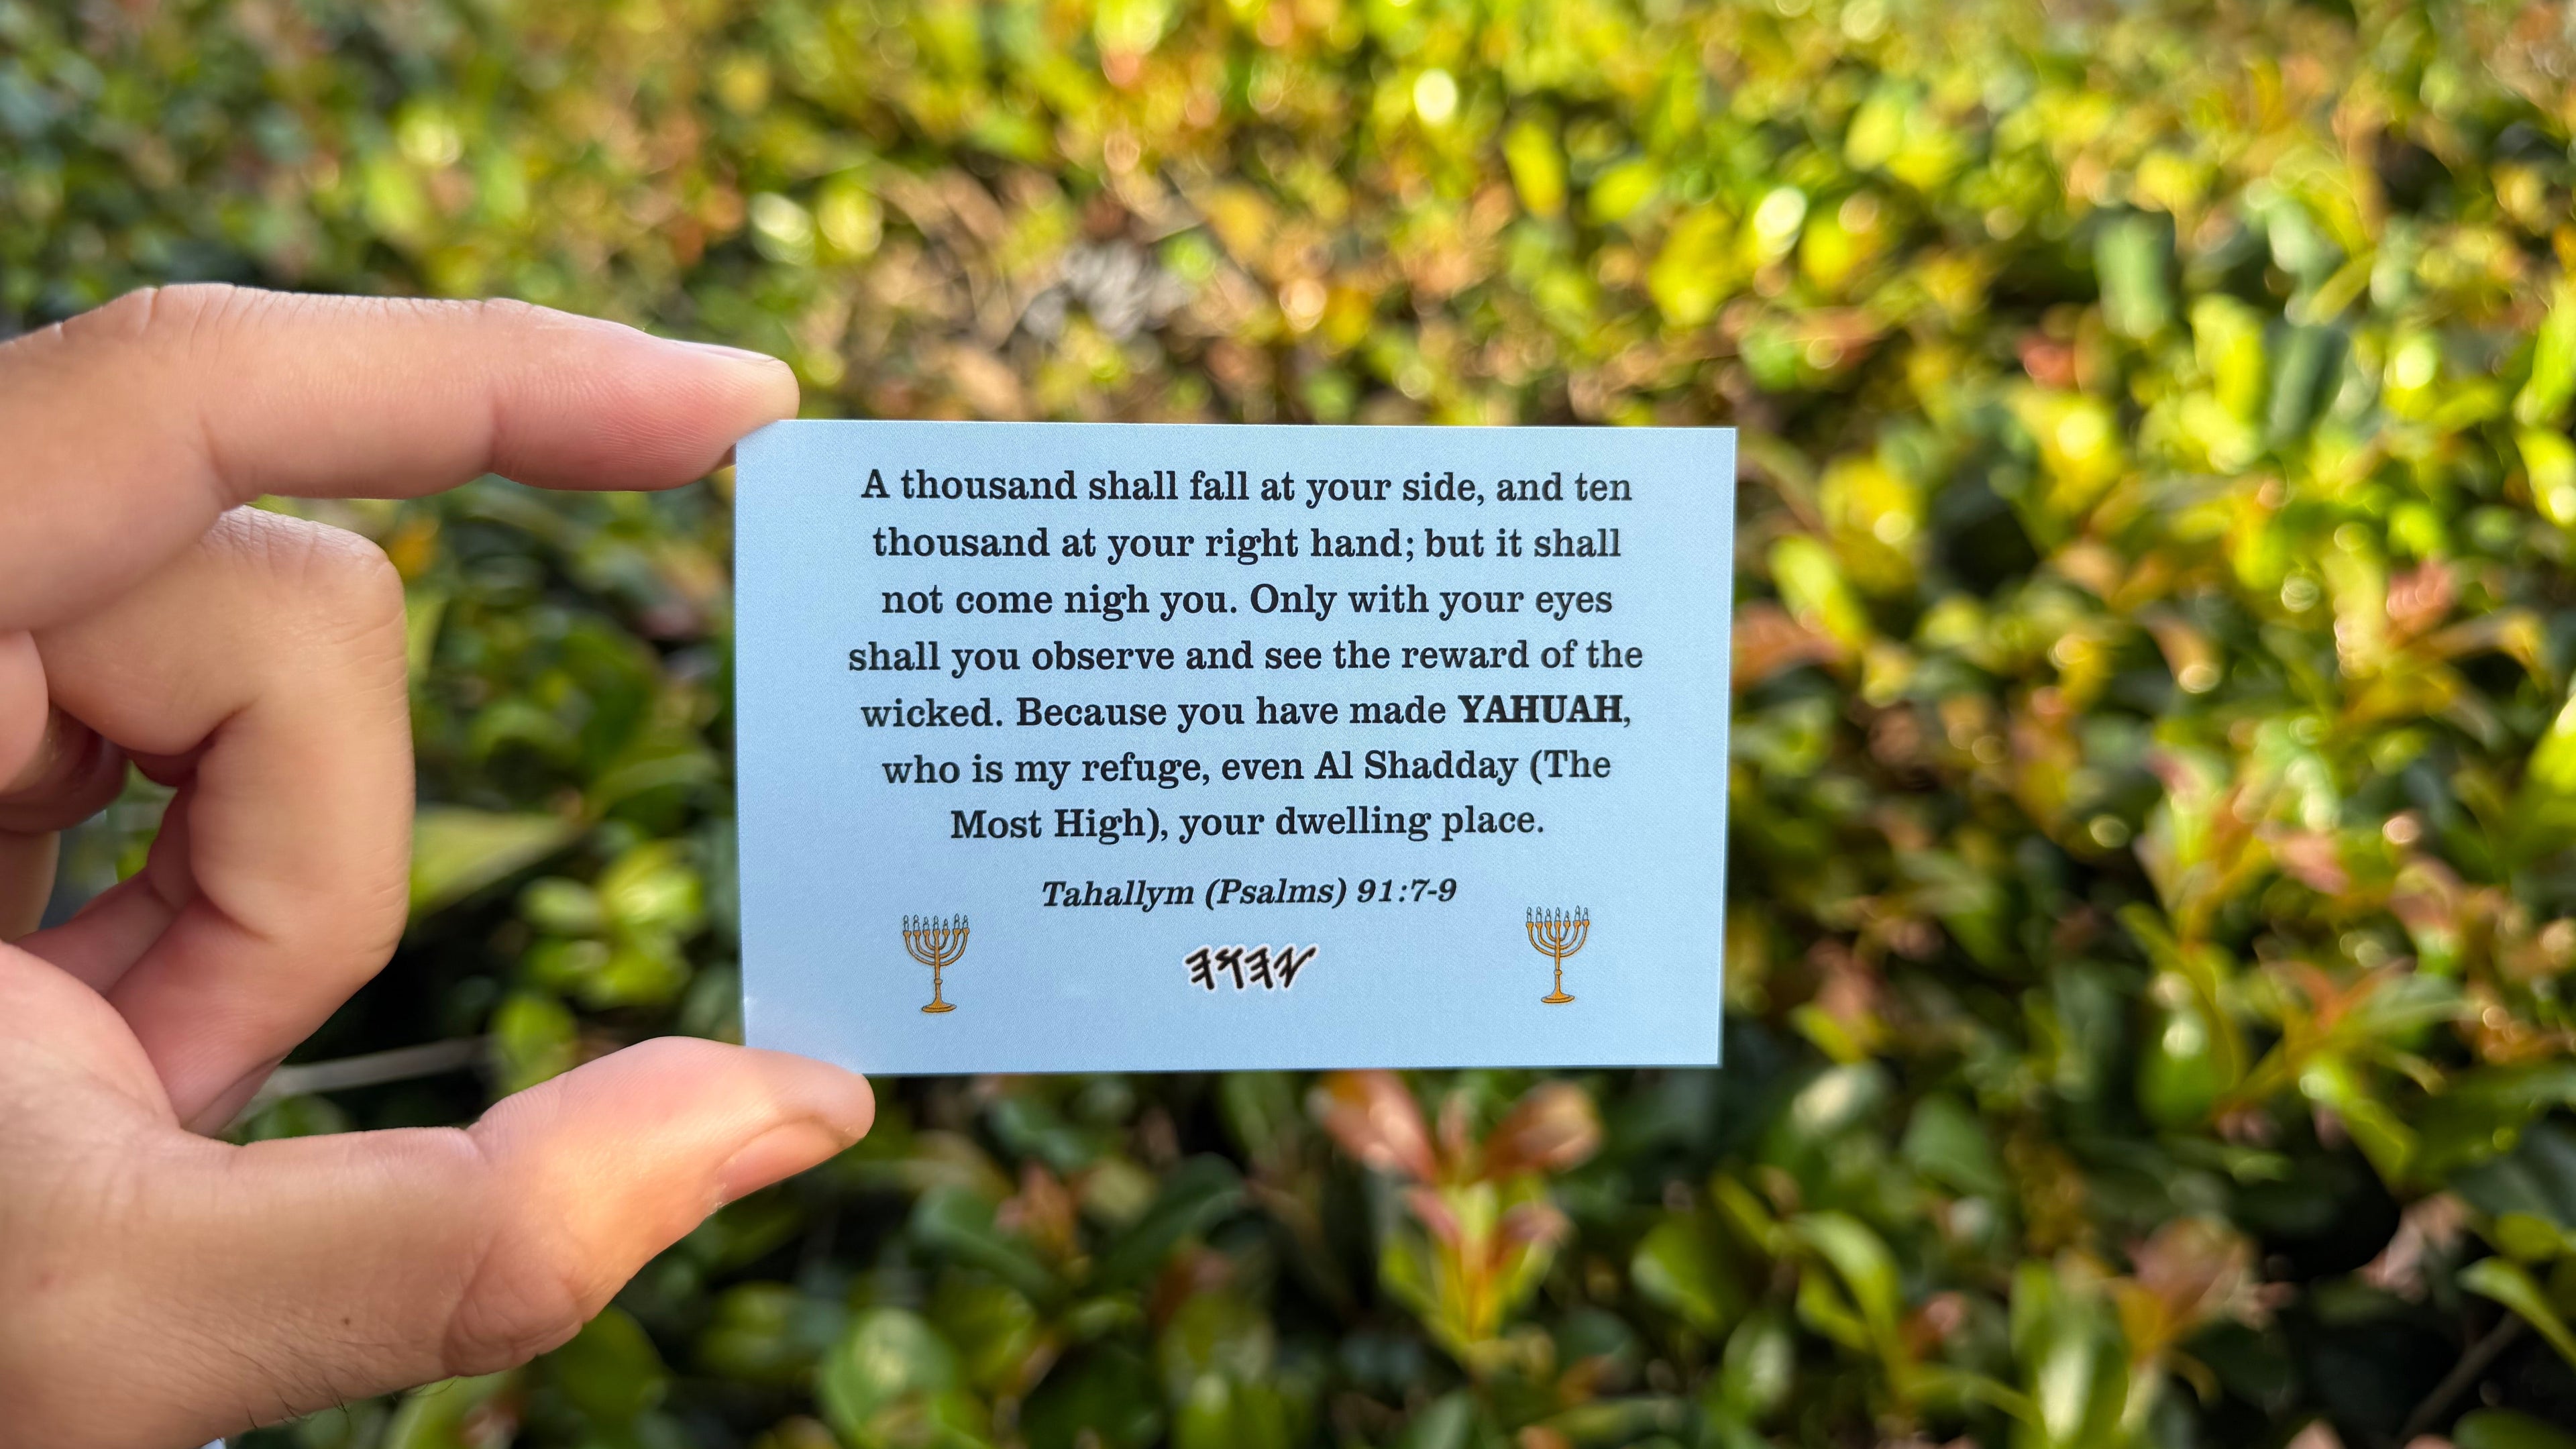 A thousand shall fall at your side, and ten
thousand at your right hand; but it shall
not come nigh you. Only with your eyes
shall you observe and see the reward of the
wicked. Because you have made YAHUAH,
who is my refuge, even Al Shadday (The
Most High), your dwelling place.
Tahallym (Psalms) 91:7-9
𐤉𐤄𐤅𐤄